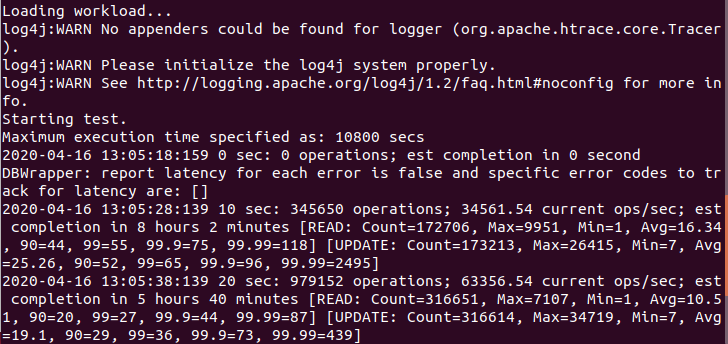 Loading workload...
log4j:WARN No appenders could be found for logger (org.apache.htrace.core.Tracer
).
log4j:WARN Please initialize the log4j system properly.
log4j:WARN See http://logging.apache.org/log4j/1.2/faq.html#noconfig for more in
fo.
Starting test.
Maximum execution time specified as: 10800 secs
2020-04-16 13:05:18:159 0 sec: 0 operations; est completion in 0 second
DBWrapper: report latency for each error is false and specific error codes to tr
ack for latency are: []
2020-04-16 13:05:28:139 10 sec: 345650 operations; 34561.54 current ops/sec; est
 completion in 8 hours 2 minutes [READ: Count=172706, Max=9951, Min=1, Avg=16.34
, 90=44, 99=55, 99.9=75, 99.99=118] [UPDATE: Count=173213, Max=26415, Min=7, Avg
=25.26, 90=52, 99=65, 99.9=96, 99.99=2495]
2020-04-16 13:05:38:139 20 sec: 979152 operations; 63356.54 current ops/sec; est
 completion in 5 hours 40 minutes [READ: Count=316651, Max=7107, Min=1, Avg=10.5
1, 90=20, 99=27, 99.9=44, 99.99=87] [UPDATE: Count=316614, Max=34719, Min=7, Avg
=19.1, 90=29, 99=36, 99.9=73, 99.99=439]